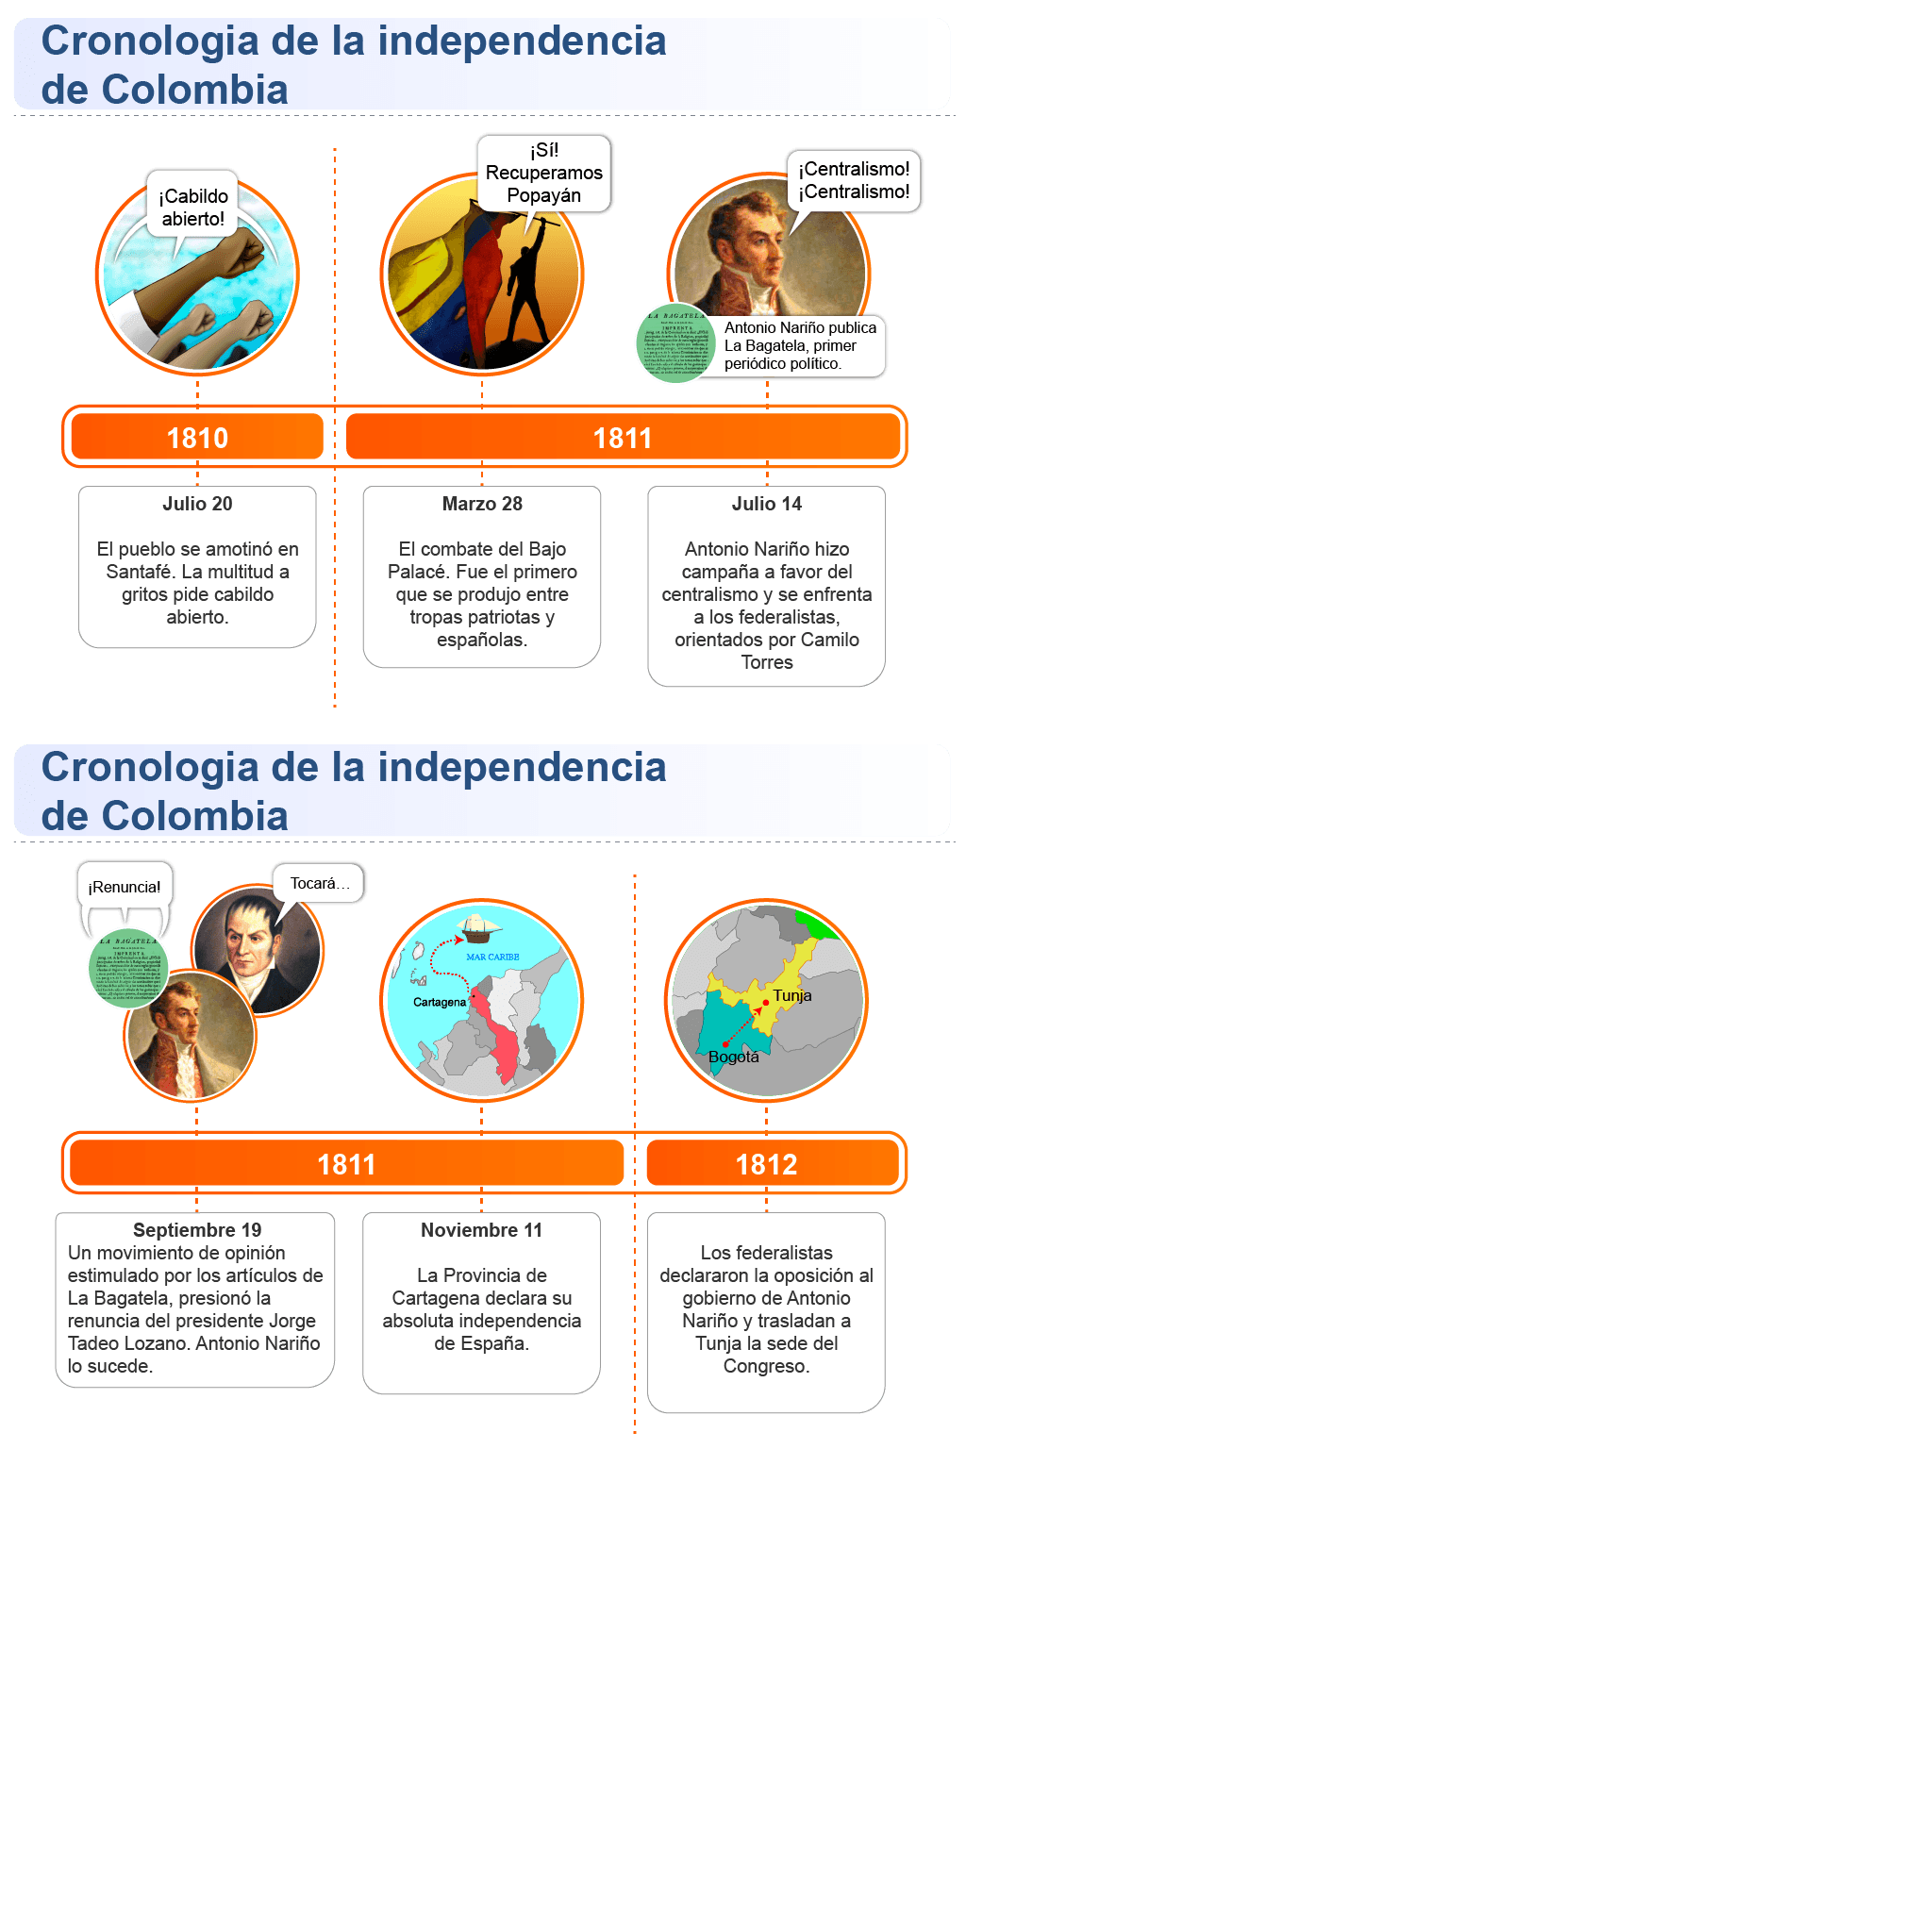 Cronologia de la independencia
de Colombia
¡Cabildo
abierto!
¡Sí!
Recuperamos
Popayán
¡Centralismo!
¡Centralismo!
LA BAGATELA
IMPRENTA
Antonio Nariño publica
La Bagatela, primer
periódico político.
1810
1811
Julio 20
El pueblo se amotinó en
Santafé. La multitud a
gritos pide cabildo
abierto.
Marzo 28
El combate del Bajo
Palacé. Fue el primero
que se produjo entre
tropas patriotas y
españolas.
Julio 14
Antonio Nariño hizo
campaña a favor del
centralismo y se enfrenta
a los federalistas,
orientados por Camilo
Torres
Cronologia de la independencia
de Colombia
¡Renuncia!
Tocará...
LA BAGATELA
IMPRENTA
MAR CARIBE
Cartagena
Tunja
Bogotá
1811
1812
Septiembre 19
Un movimiento de opinión
estimulado por los artículos de
La Bagatela, presionó la
renuncia del presidente Jorge
Tadeo Lozano. Antonio Nariño
lo sucede.
Noviembre 11
La Provincia de
Cartagena declara su
absoluta independencia
de España.
Los federalistas
declararon la oposición al
gobierno de Antonio
Nariño y trasladan a
Tunja la sede del
Congreso.